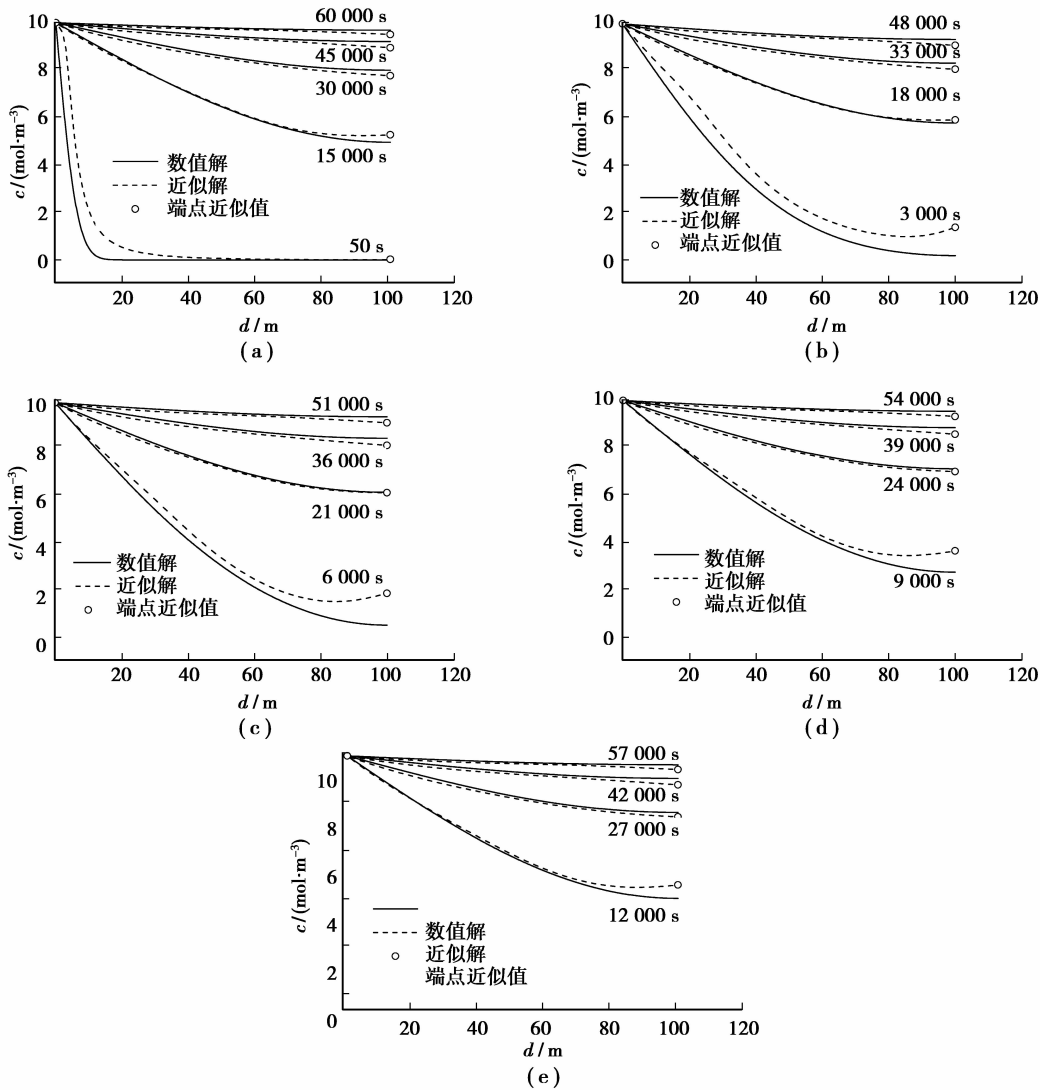 10
8
6
4
2
0
c/(mol·m⁻³)
60 000 s
45 000 s
30 000 s
15 000 s
50 s
数值解
近似解
端点近似值
20 40 60 80 100 120
d/m
(a)
10
8
6
4
2
0
c/(mol·m⁻³)
48 000 s
33 000 s
18 000 s
3 000 s
数值解
近似解
端点近似值
20 40 60 80 100 120
d/m
(b)
10
8
6
4
2
0
c/(mol·m⁻³)
51 000 s
36 000 s
21 000 s
6 000 s
数值解
近似解
端点近似值
20 40 60 80 100 120
d/m
(c)
10
8
6
4
2
0
c/(mol·m⁻³)
54 000 s
39 000 s
24 000 s
9 000 s
数值解
近似解
端点近似值
20 40 60 80 100 120
d/m
(d)
10
8
6
4
2
0
c/(mol·m⁻³)
57 000 s
42 000 s
27 000 s
12 000 s
数值解
近似解
端点近似值
20 40 60 80 100 120
d/m
(e)